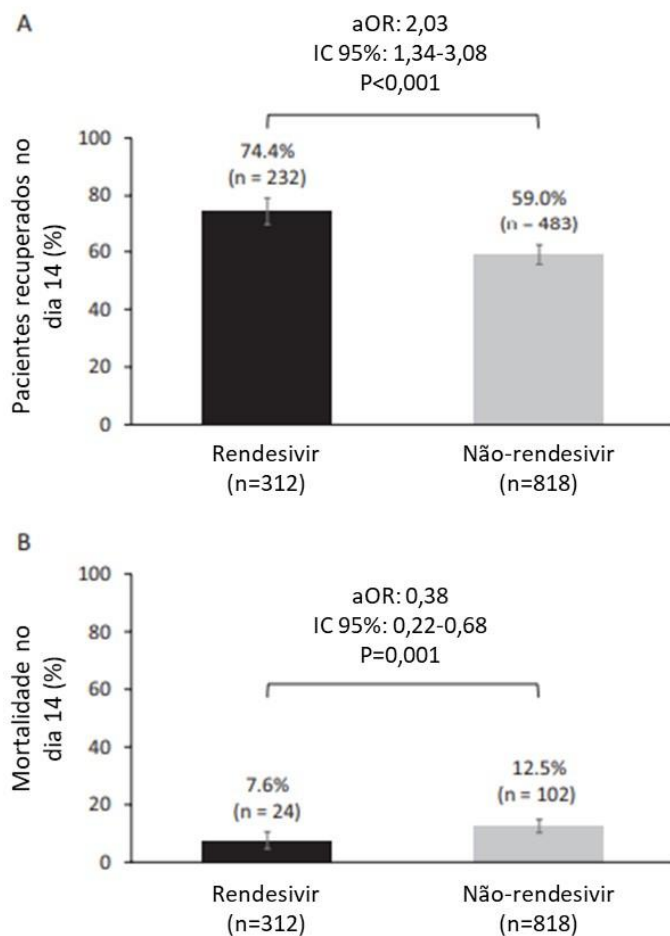 A
aOR: 2,03
IC 95%: 1,34-3,08
P<0,001
Pacientes recuperados no
dia 14 (%)
100
80
60
40
20
0
74.4%
(n = 232)
59.0%
(n – 483)
Rendesivir
(n=312)
Não-rendesivir
(n=818)
B
aOR: 0,38
IC 95%: 0,22-0,68
P=0,001
Mortalidade no
dia 14 (%)
100
80
60
40
20
0
7.6%
(n = 24)
12.5%
(n = 102)
Rendesivir
(n=312)
Não-rendesivir
(n=818)